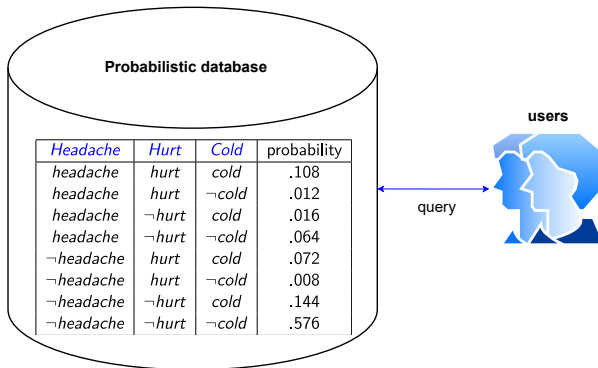 Probabilistic database
users
Headache Hurt Cold probability
headache hurt cold .108
headache hurt ¬cold .012
headache ¬hurt cold .016
headache ¬hurt ¬cold .064
¬headache hurt cold .072
¬headache hurt ¬cold .008
¬headache ¬hurt cold .144
¬headache ¬hurt ¬cold .576
query